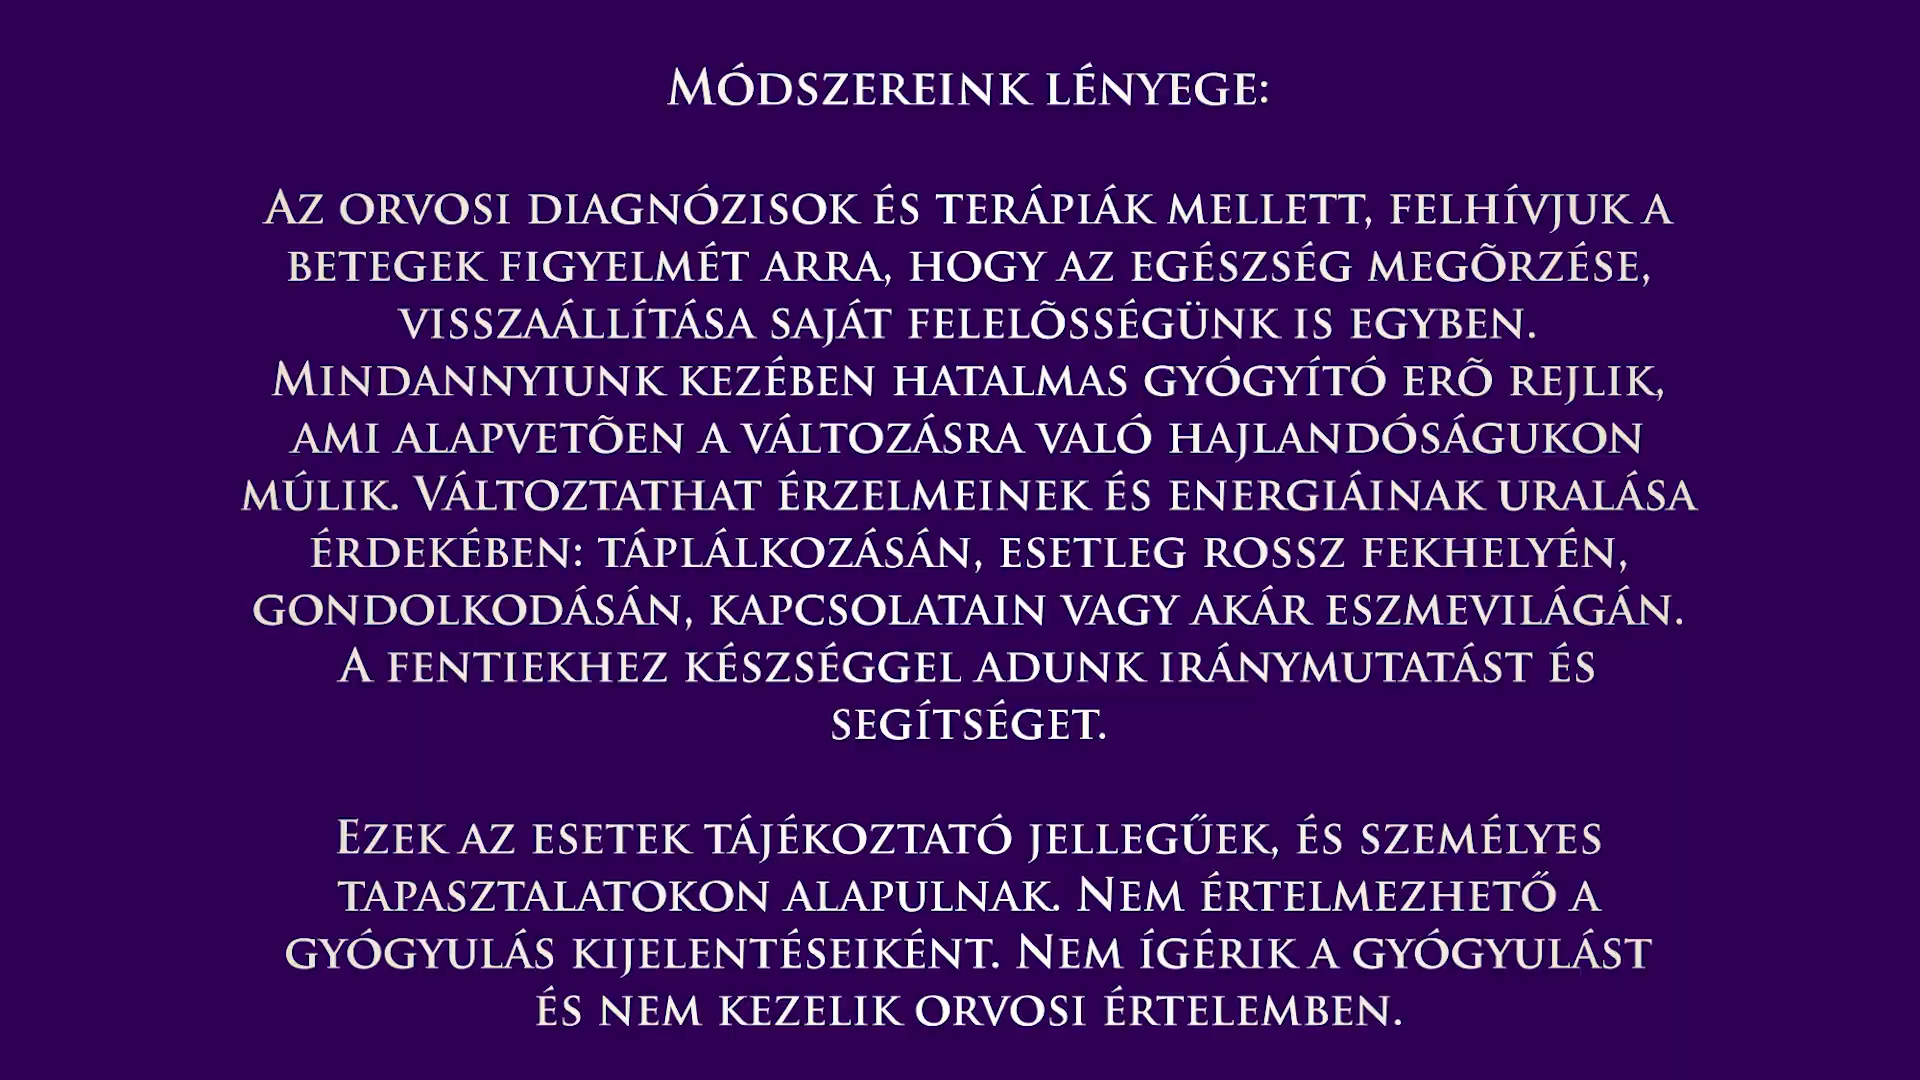 Módszereink lényege:
Az orvosi diagnózisok és terápiák mellett, felhívjuk a
betegek figyelmét arra, hogy az egészség megõrzése,
visszaállítása saját felelõsségünk is egyben.
Mindannyiunk kezében hatalmas gyógyító erõ rejlik,
ami alapvetõen a változásra való hajlandóságukon
múlik. Változtathat érzelmeinek és energiáinak uralása
érdekében: táplálkozásán, esetleg rossz fekhelyén,
gondolkodásán, kapcsolatain vagy akár eszmevilágán.
A fentiekhez készséggel adunk iránymutatást és
segítséget.
Ezek az esetek tájékoztató jellegűek, és személyes
tapasztalatokon alapulnak. Nem értelmezhető a
gyógyulás kijelentéseiként. Nem ígérik a gyógyulást
és nem kezelik orvosi értelemben.